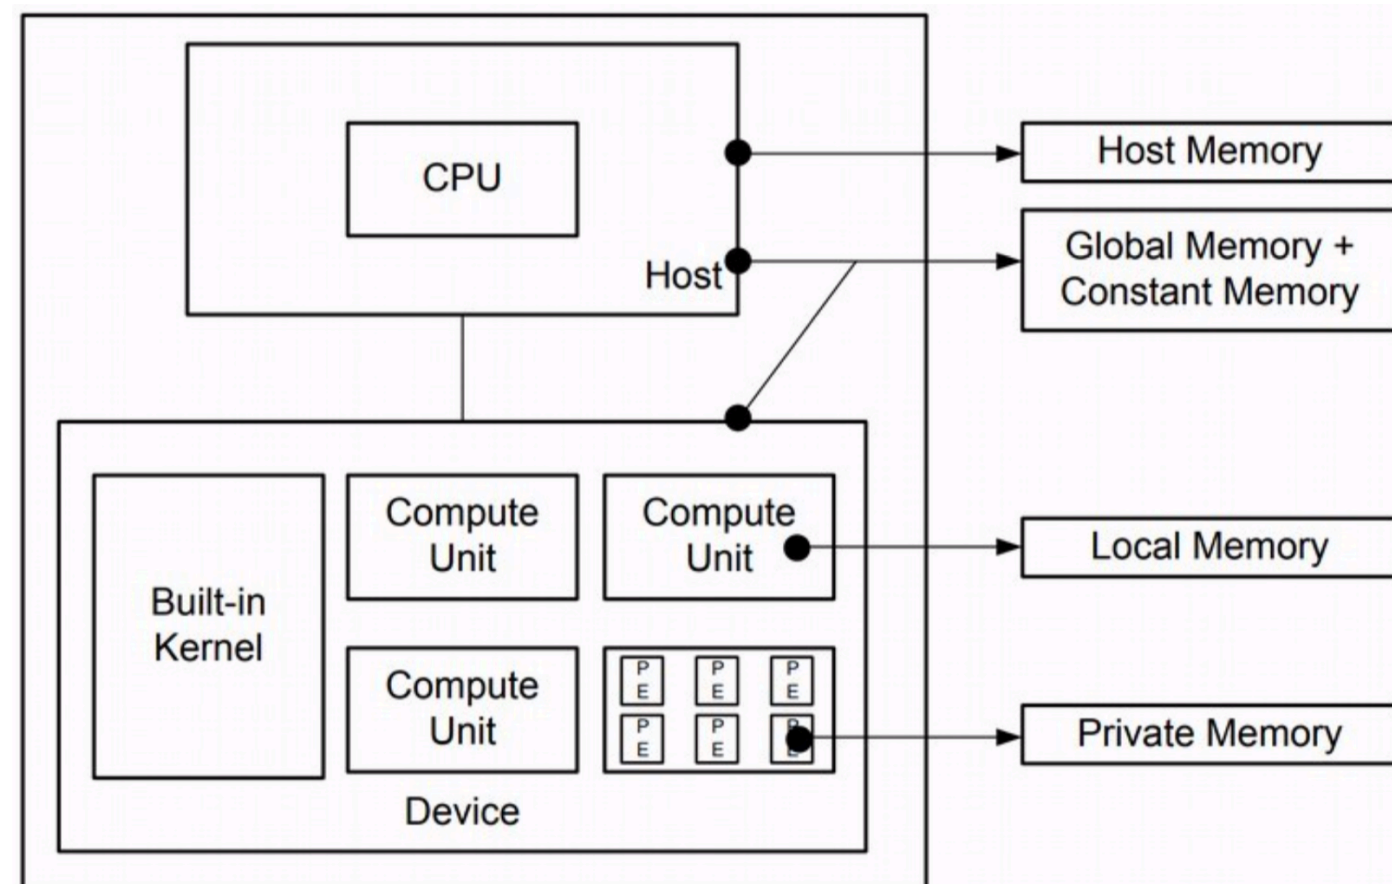 CPU
Host
Host Memory
Global Memory +
Constant Memory
Built-in
Kernel
Compute
Unit
Compute
Unit
Local Memory
Compute
Unit
P
E
P
E
P
E
P
E
P
E
P
E
Private Memory
Device